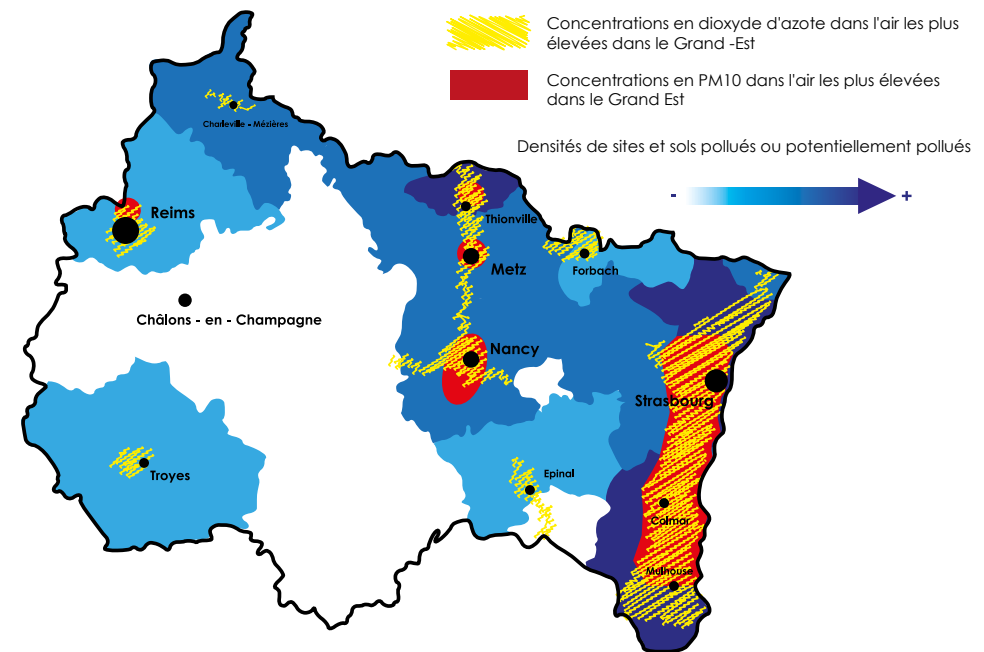 Concentrations en dioxyde d'azote dans l'air les plus
élevées dans le Grand -Est
Concentrations en PM10 dans l'air les plus élevées
dans le Grand Est
Densités de sites et sols pollués ou potentiellement pollués
- +
Charleville - Mézières
Reims
Thionville
Metz
Forbach
Châlons - en - Champagne
Nancy
Strasbourg
Troyes
Epinal
Colmar
Mulhouse